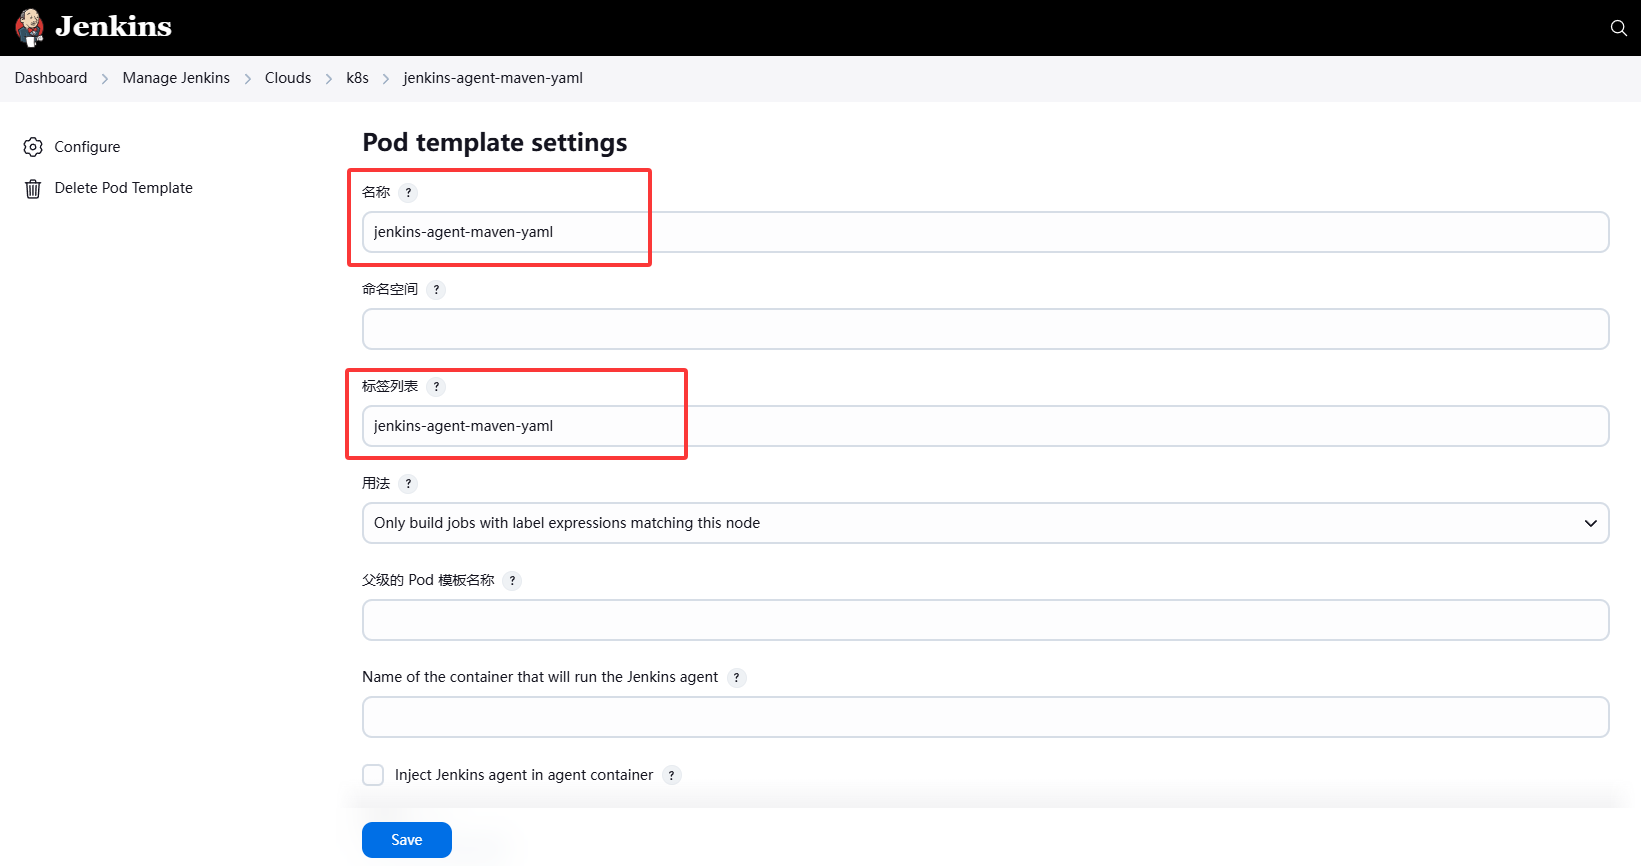 Jenkins
Dashboard > Manage Jenkins > Clouds > k8s > jenkins-agent-maven-yaml
Configure
Delete Pod Template
Pod template settings
名称 ?
jenkins-agent-maven-yaml
命名空间 ?
标签列表 ?
jenkins-agent-maven-yaml
用法 ?
Only build jobs with label expressions matching this node
父级的 Pod 模板名称 ?
Name of the container that will run the Jenkins agent ?
Inject Jenkins agent in agent container ?
Save